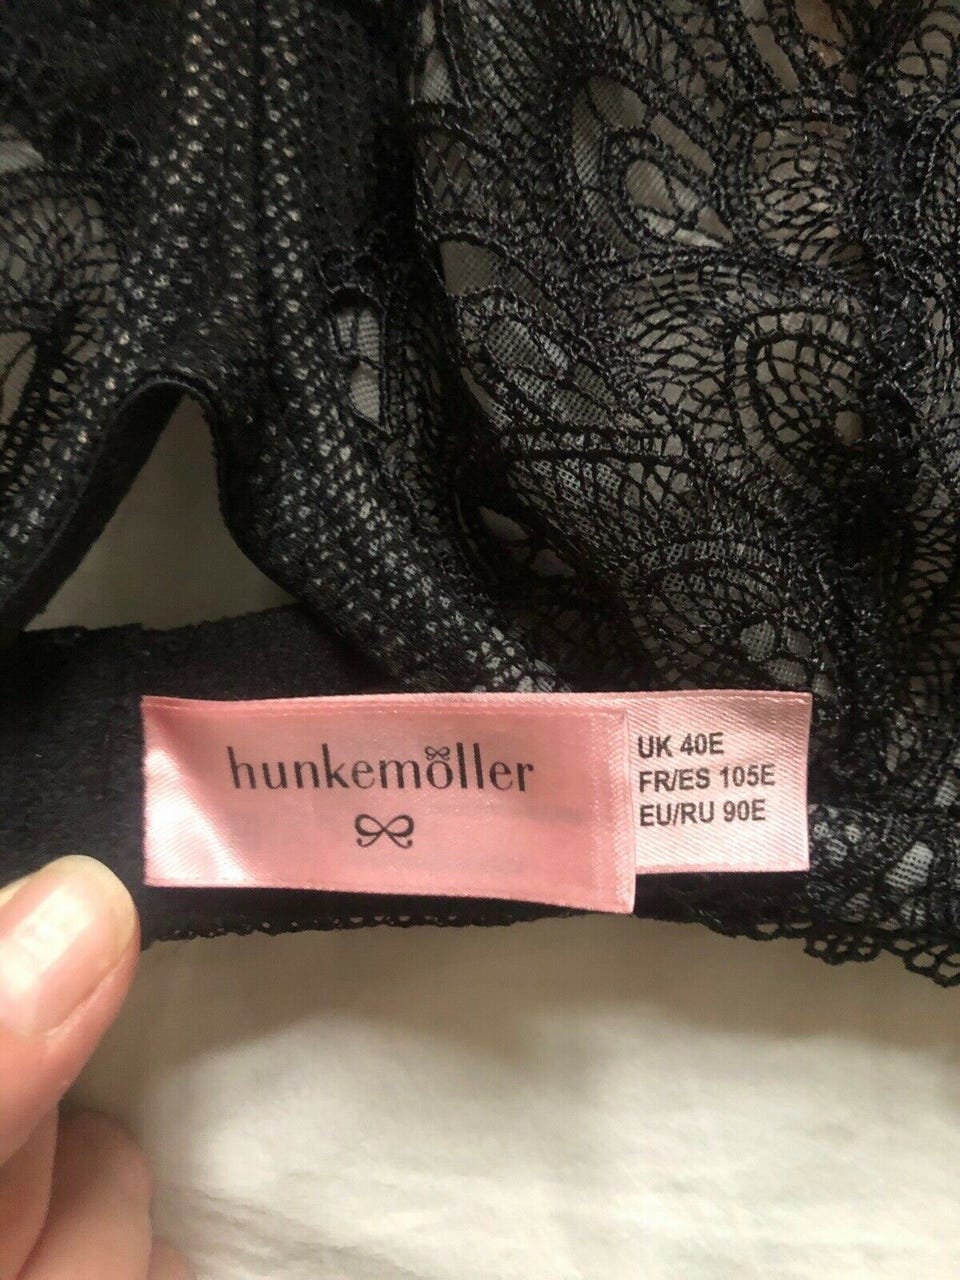 hunkemöller
UK 40E
FR/ES 105E
EU/RU 90E